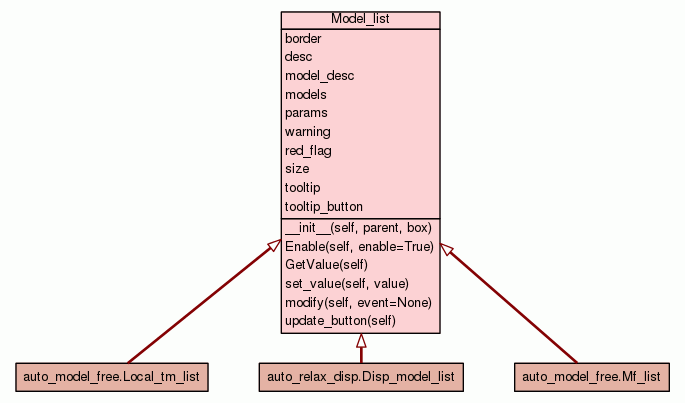 Model_list
border
desc
model_desc
models
params
warning
red_flag
size
tooltip
tooltip_button
__init__(self, parent, box)
Enable(self, enable=True)
GetValue(self)
set_value(self, value)
modify(self, event=None)
update_button(self)
auto_model_free.Local_tm_list
auto_relax_disp.Disp_model_list
auto_model_free.Mf_list